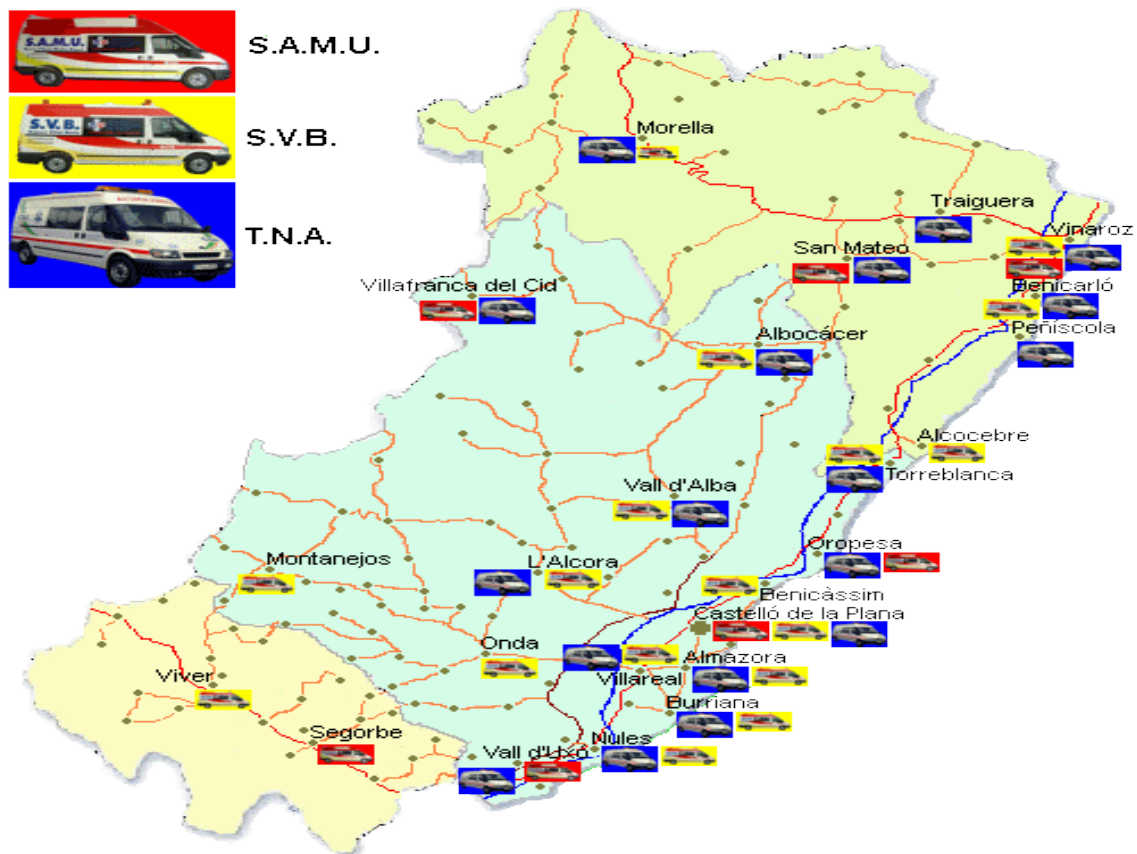 S.A.M.U.
S.V.B.
T.N.A.
S.A.M.U.
S.V.B.
Morella
Traiguera
Vinaroz
San Mateo
Villafranca del Cid
Benicarló
Peñíscola
Albocácer
Alcocebre
Torreblanca
Vall d'Alba
Oropesa
Montanejos
L'Alcora
Benicàssim
Castelló de la Plana
Onda
Almazora
Villareal
Viver
Burriana
Segorbe
Nules
Vall d'Uxó